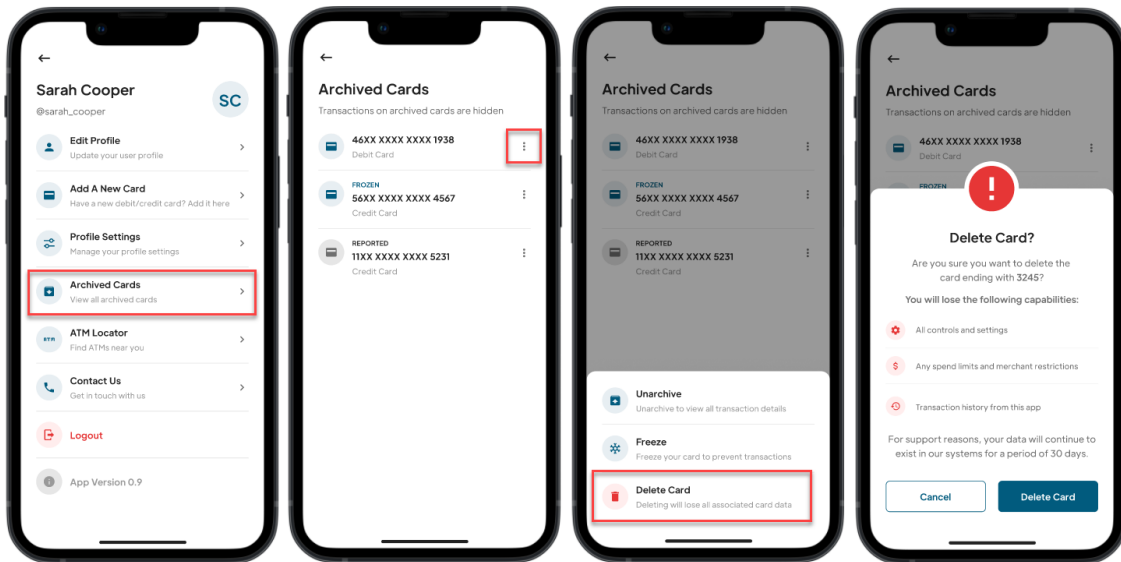 Sarah Cooper
SC
@sarah_cooper
Edit Profile
Update your user profile
Add A New Card
Have a new debit/credit card? Add it here
Profile Settings
Manage your profile settings
Archived Cards
View all archived cards
ATM
ATM Locator
Find ATMs near you
Contact Us
Get in touch with us
Logout
App Version 0.9
Archived Cards
Transactions on archived cards are hidden
46XX XXXX XXXX 1938
Debit Card
FROZEN
56XX XXXX XXXX 4567
Credit Card
REPORTED
11XX XXXX XXXX 5231
Credit Card
Archived Cards
Transactions on archived cards are hidden
46XX XXXX XXXX 1938
Debit Card
FROZEN
56XX XXXX XXXX 4567
Credit Card
REPORTED
11XX XXXX XXXX 5231
Credit Card
Unarchive
Unarchive to view all transaction details
Freeze
Freeze your card to prevent transactions
Delete Card
Deleting will lose all associated card data
Archived Cards
Transactions on archived cards are hidden
46XX XXXX XXXX 1938
Debit Card
FROZEN
!
Delete Card?
Are you sure you want to delete the
card ending with 3245?
You will lose the following capabilities:
All controls and settings
$
Any spend limits and merchant restrictions
Transaction history from this app
For support reasons, your data will continue to
exist in our systems for a period of 30 days.
Cancel
Delete Card